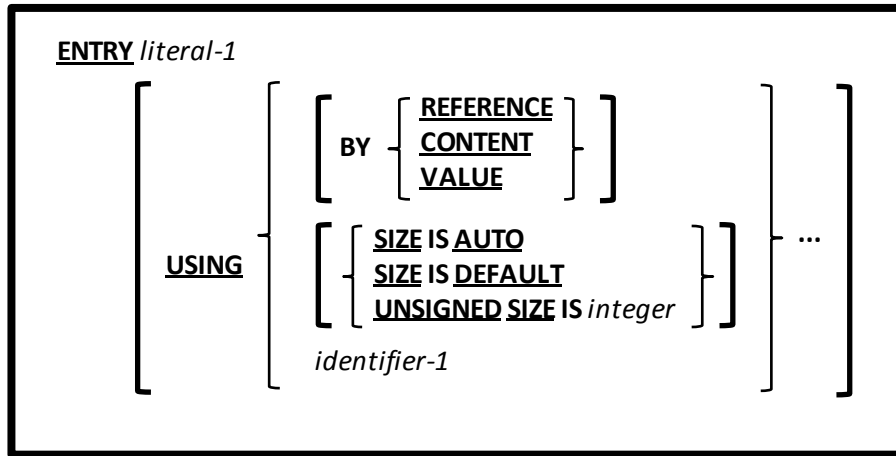 ENTRY literal-1
REFERENCE
BY CONTENT
VALUE
SIZE IS AUTO
USING SIZE IS DEFAULT ...
UNSIGNED SIZE IS integer
identifier-1